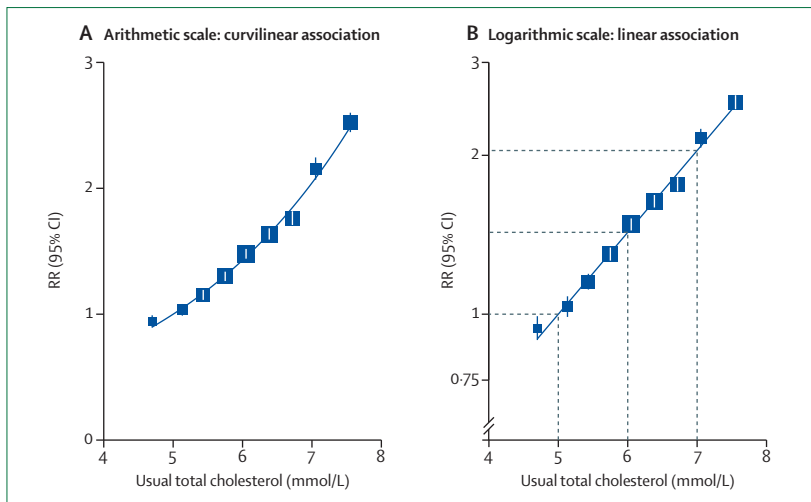 A Arithmetic scale: curvilinear association
3
2
1
0
RR (95% CI)
4 5 6 7 8
Usual total cholesterol (mmol/L)
B Logarithmic scale: linear association
3
2
1
0·75
RR (95% CI)
4 5 6 7 8
Usual total cholesterol (mmol/L)